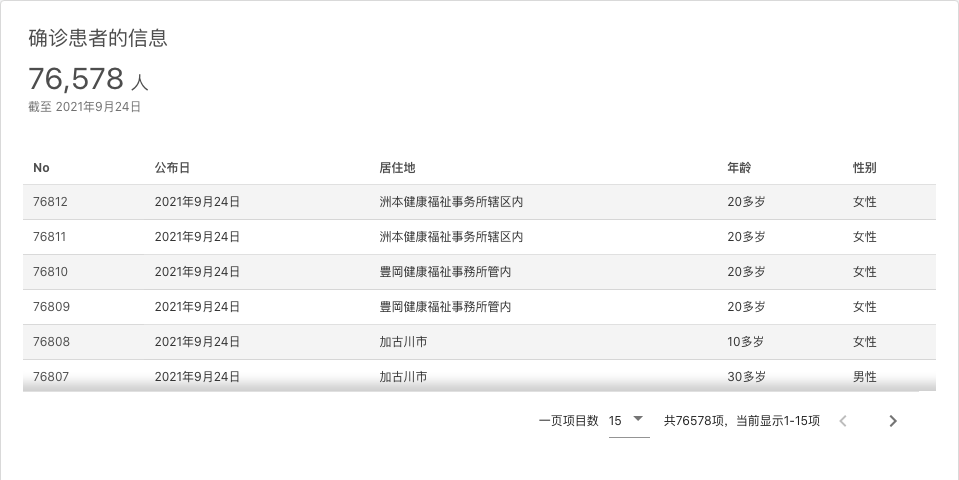 确诊患者的信息
76,578 人
截至 2021年9月24日
No 公布日 居住地 年龄 性别
76812 2021年9月24日 洲本健康福祉事务所辖区内 20多岁 女性
76811 2021年9月24日 洲本健康福祉事务所辖区内 20多岁 女性
76810 2021年9月24日 豊岡健康福祉事務所管内 20多岁 女性
76809 2021年9月24日 豊岡健康福祉事務所管内 20多岁 女性
76808 2021年9月24日 加古川市 10多岁 女性
76807 2021年9月24日 加古川市 30多岁 男性
一页项目数 15 共76578项，当前显示1-15项